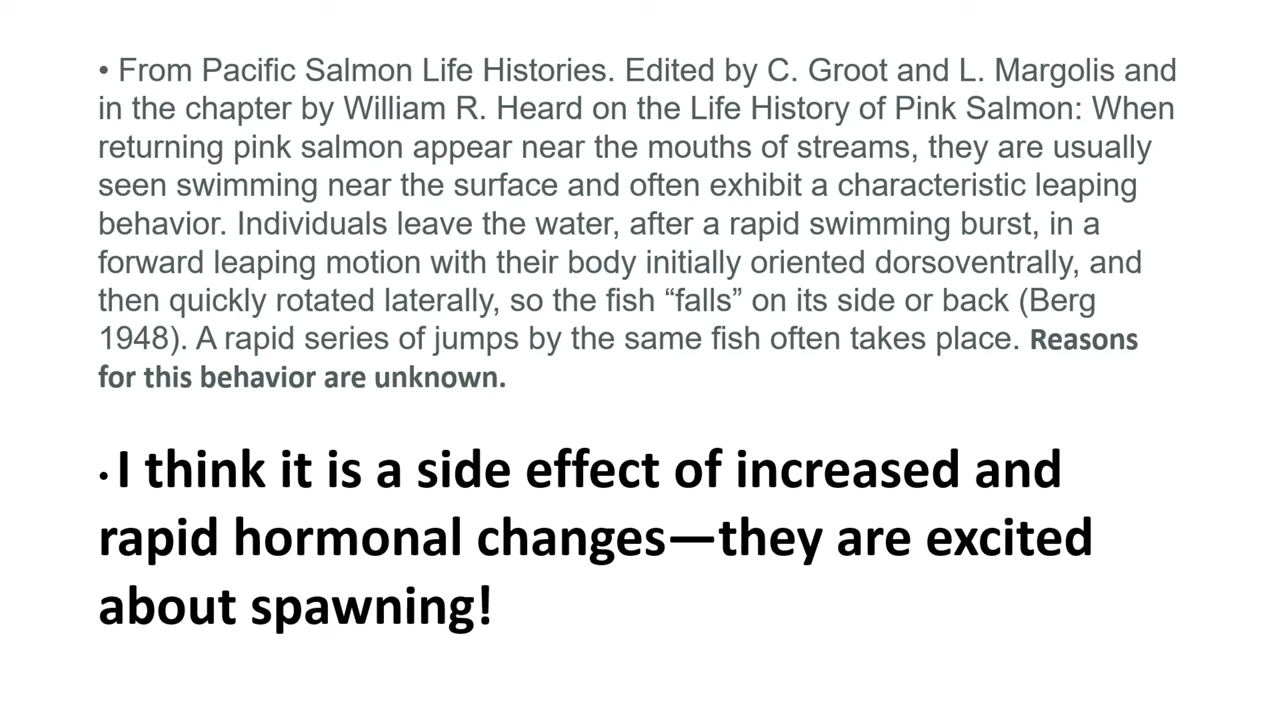 • From Pacific Salmon Life Histories. Edited by C. Groot and L. Margolis and
in the chapter by William R. Heard on the Life History of Pink Salmon: When
returning pink salmon appear near the mouths of streams, they are usually
seen swimming near the surface and often exhibit a characteristic leaping
behavior. Individuals leave the water, after a rapid swimming burst, in a
forward leaping motion with their body initially oriented dorsoventrally, and
then quickly rotated laterally, so the fish “falls” on its side or back (Berg
1948). A rapid series of jumps by the same fish often takes place. Reasons
for this behavior are unknown.
• I think it is a side effect of increased and
rapid hormonal changes—they are excited
about spawning!